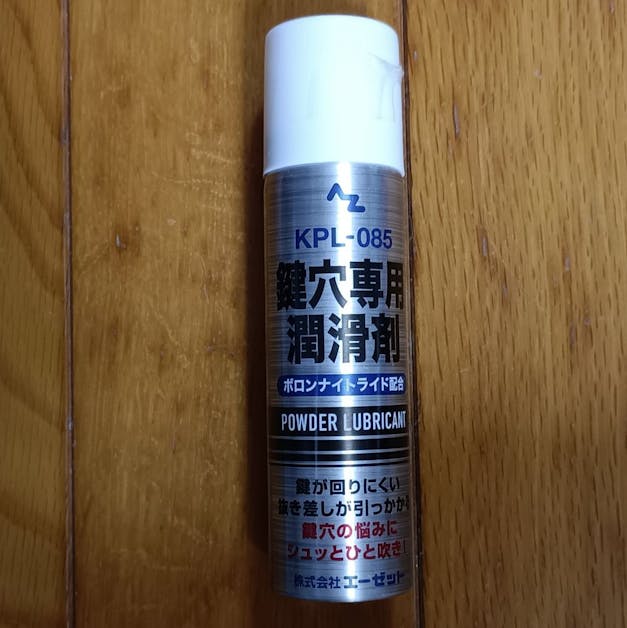 AZ
KPL-085
鍵穴専用
潤滑剤
ボロンナイトライド配合
POWDER LUBRICANT
鍵が回りにくい
抜き差しが引っかかる
鍵穴の悩みに
シュッとひと吹き!
株式会社エーゼット